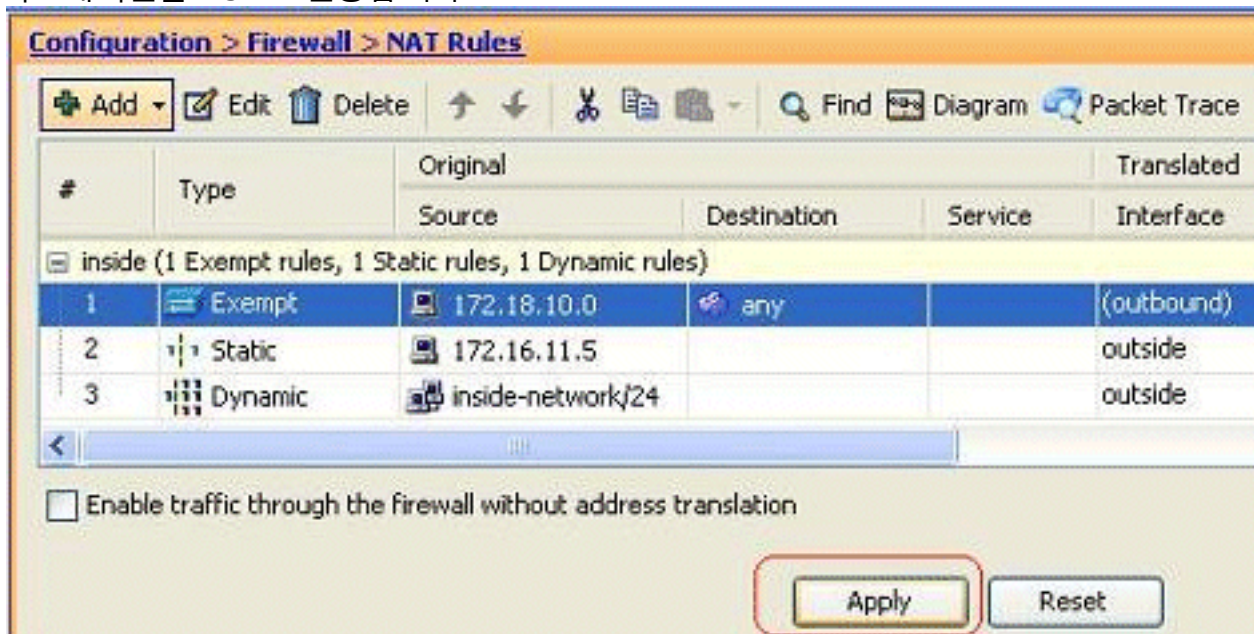 Configuration > Firewall > NAT Rules
Add Edit Delete Find Diagram Packet Trace
# Type Original Translated
Source Destination Service Interface
inside (1 Exempt rules, 1 Static rules, 1 Dynamic rules)
1 Exempt 172.18.10.0 any (outbound)
2 Static 172.16.11.5 outside
3 Dynamic inside-network/24 outside
Enable traffic through the firewall without address translation
Apply Reset